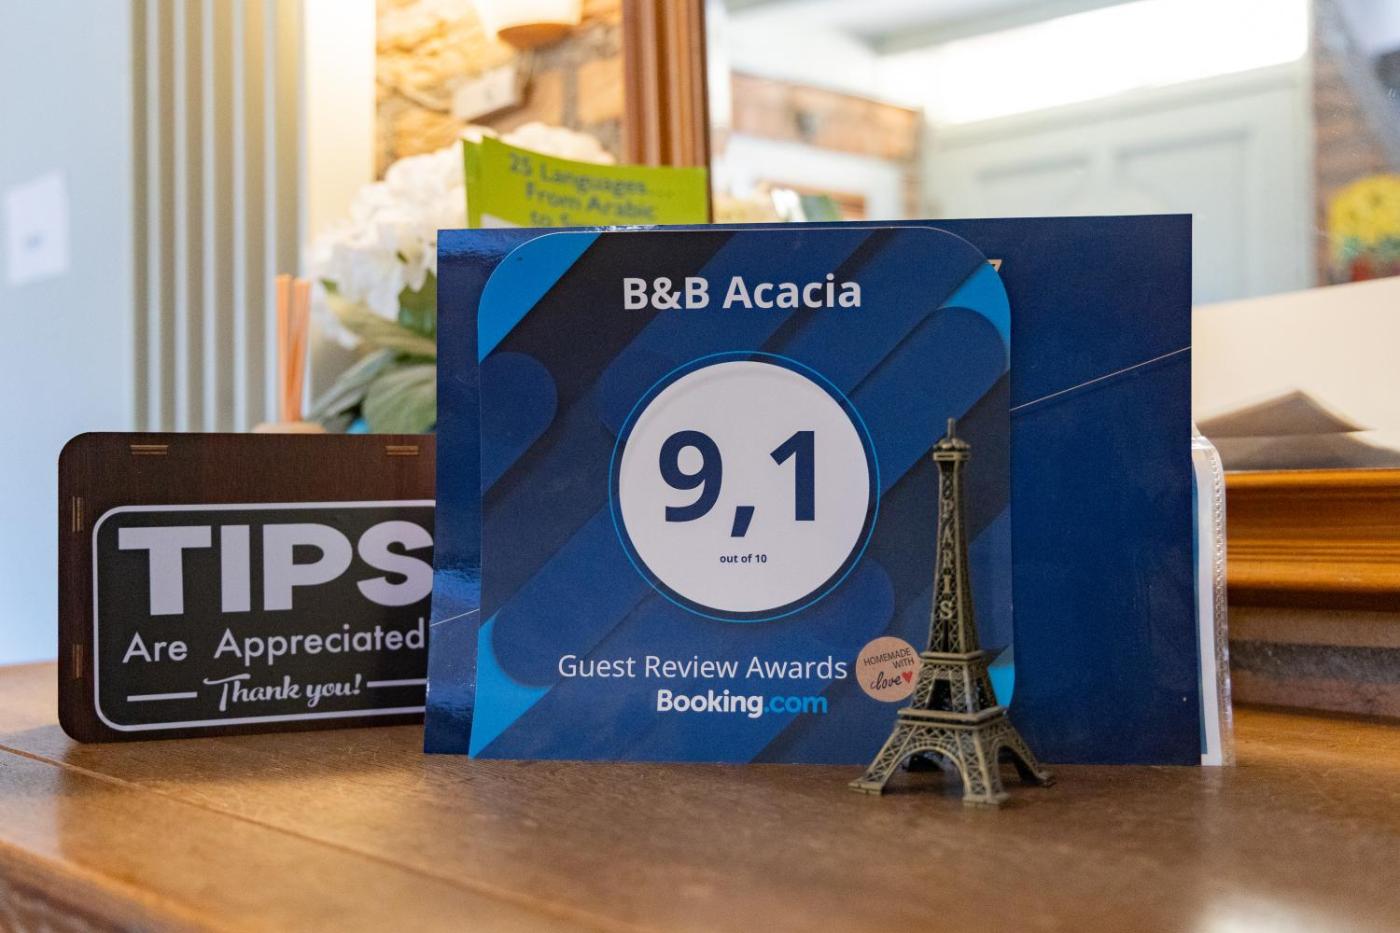 25 Languages....
From Arabic
to
B&B Acacia
9,1
out of 10
Guest Review Awards
Booking.com
HOMEMADE
WITH
love
PARIS
TIPS
Are Appreciated
Thank you!